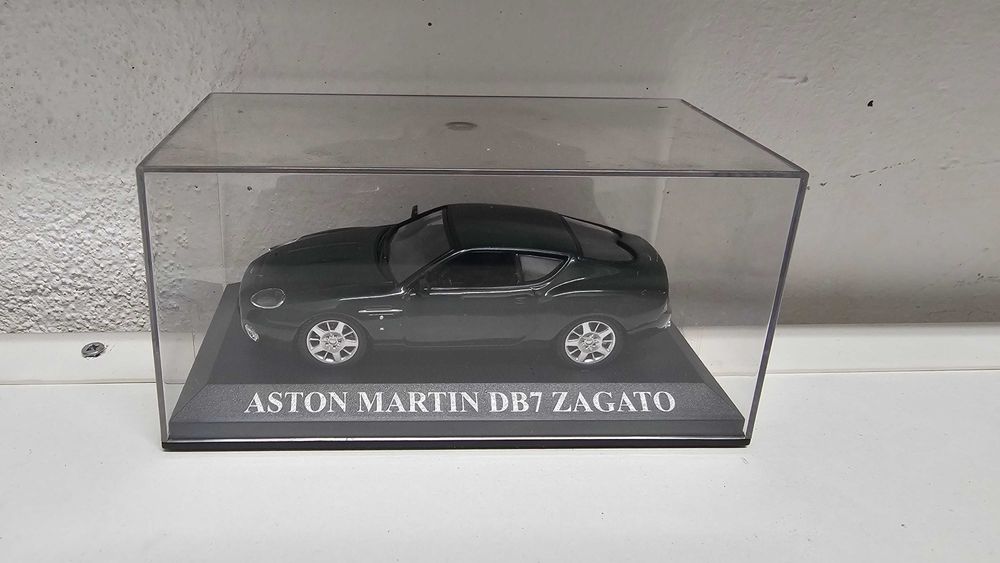 ASTON MARTIN DB7 ZAGATO